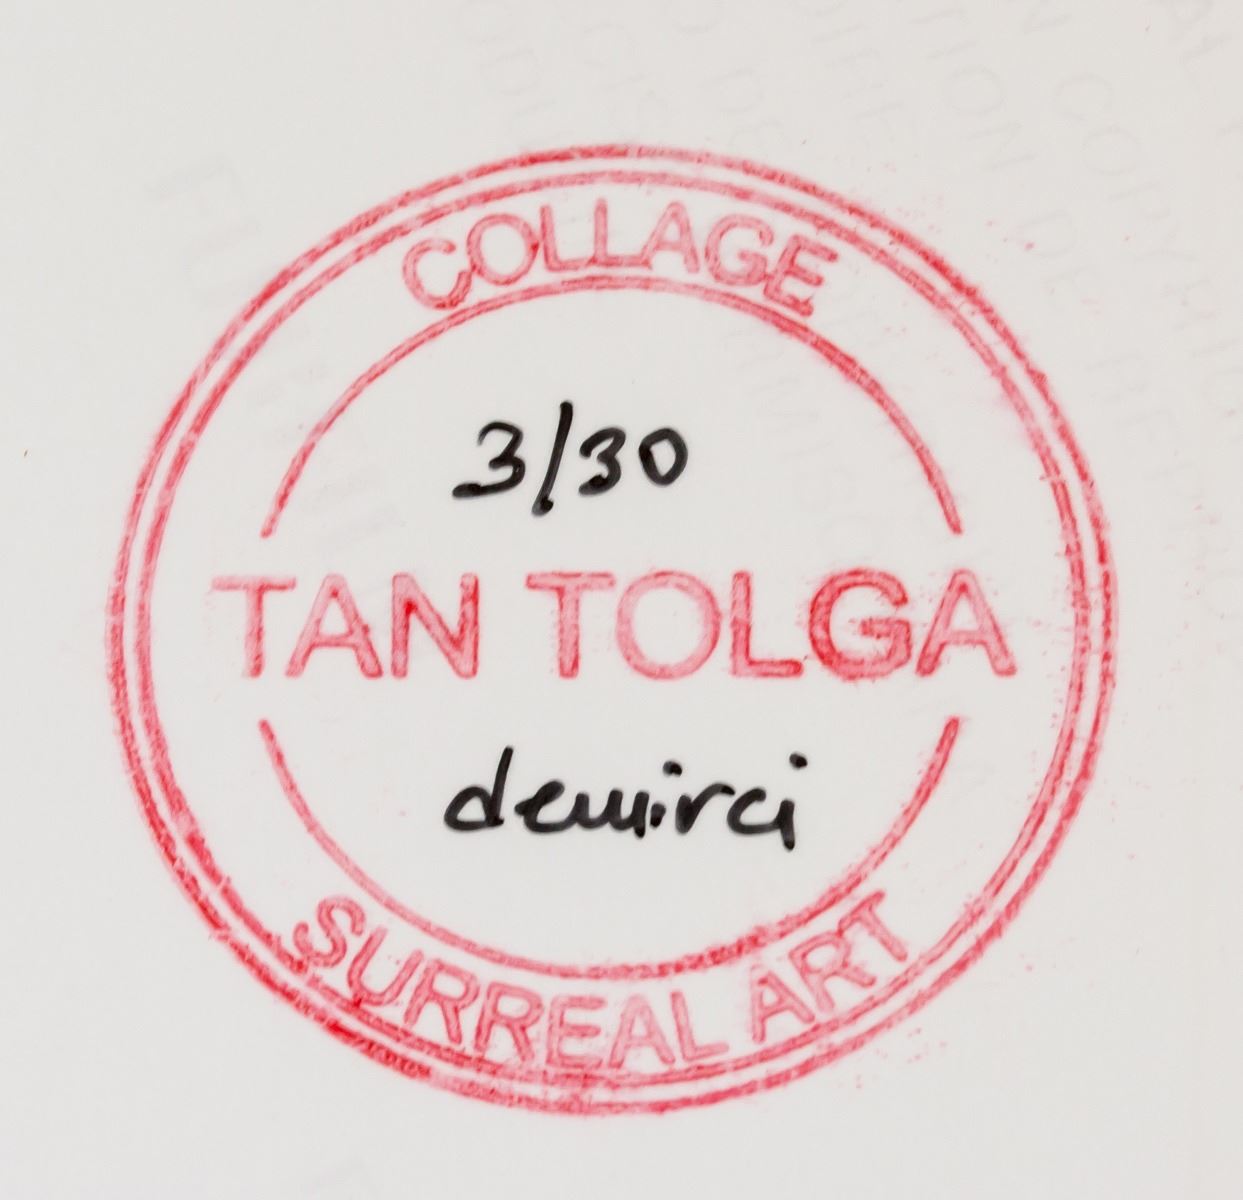 COLLAGE
3/30
TAN TOLGA
demirci
SURREAL ART